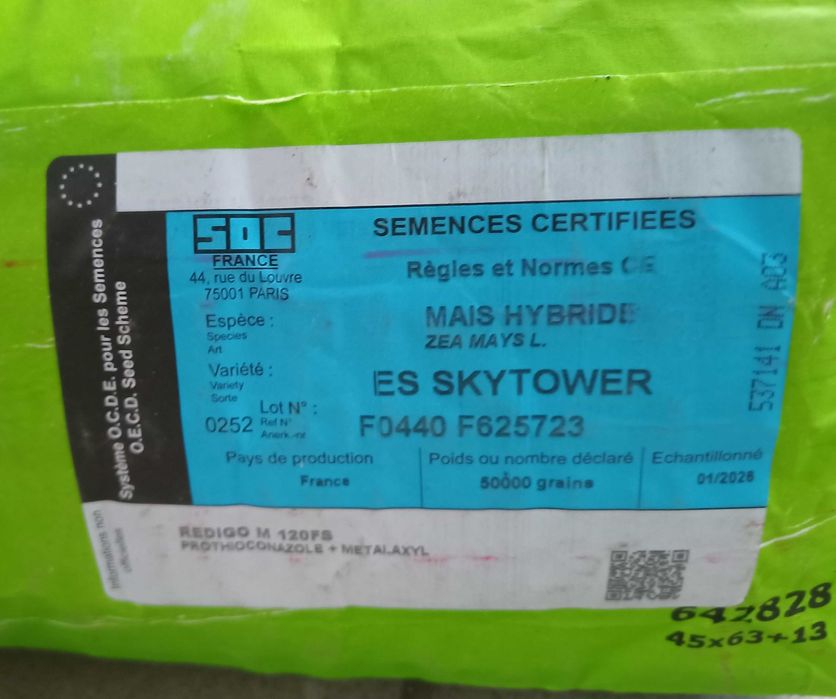 Système O.C.D.E. pour les Semences
O.E.C.D. Seed Scheme
SOC
FRANCE
44, rue du Louvre
75001 PARIS
SEMENCES CERTIFIEES
Règles et Normes CE
Espèce :
Species
Art
MAIS HYBRIDE
ZEA MAYS L.
Variété :
Variety
Sorte
ES SKYTOWER
Lot N° :
0252 Ref N°
F0440 F625723
537141 DN A03
Pays de production
France
Poids ou nombre déclaré
50000 grains
Echantillonné
01/2026
Informations non
officielles
REDIGO M 120FS
PROTHIOCONAZOLE + METALAXYL
642828
45x63+13